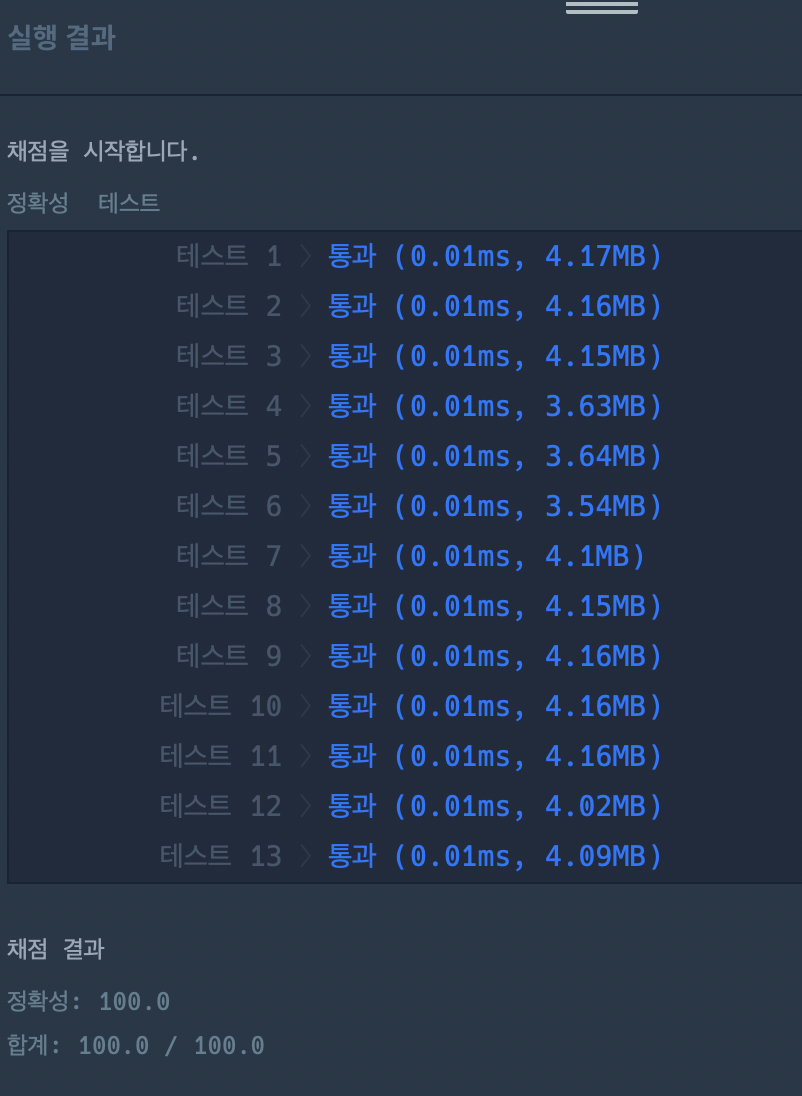 실행 결과
채점을 시작합니다.
정확성 테스트
테스트 1 〉 통과 (0.01ms, 4.17MB)
테스트 2 〉 통과 (0.01ms, 4.16MB)
테스트 3 〉 통과 (0.01ms, 4.15MB)
테스트 4 〉 통과 (0.01ms, 3.63MB)
테스트 5 〉 통과 (0.01ms, 3.64MB)
테스트 6 〉 통과 (0.01ms, 3.54MB)
테스트 7 〉 통과 (0.01ms, 4.1MB)
테스트 8 〉 통과 (0.01ms, 4.15MB)
테스트 9 〉 통과 (0.01ms, 4.16MB)
테스트 10 〉 통과 (0.01ms, 4.16MB)
테스트 11 〉 통과 (0.01ms, 4.16MB)
테스트 12 〉 통과 (0.01ms, 4.02MB)
테스트 13 〉 통과 (0.01ms, 4.09MB)
채점 결과
정확성: 100.0
합계: 100.0 / 100.0